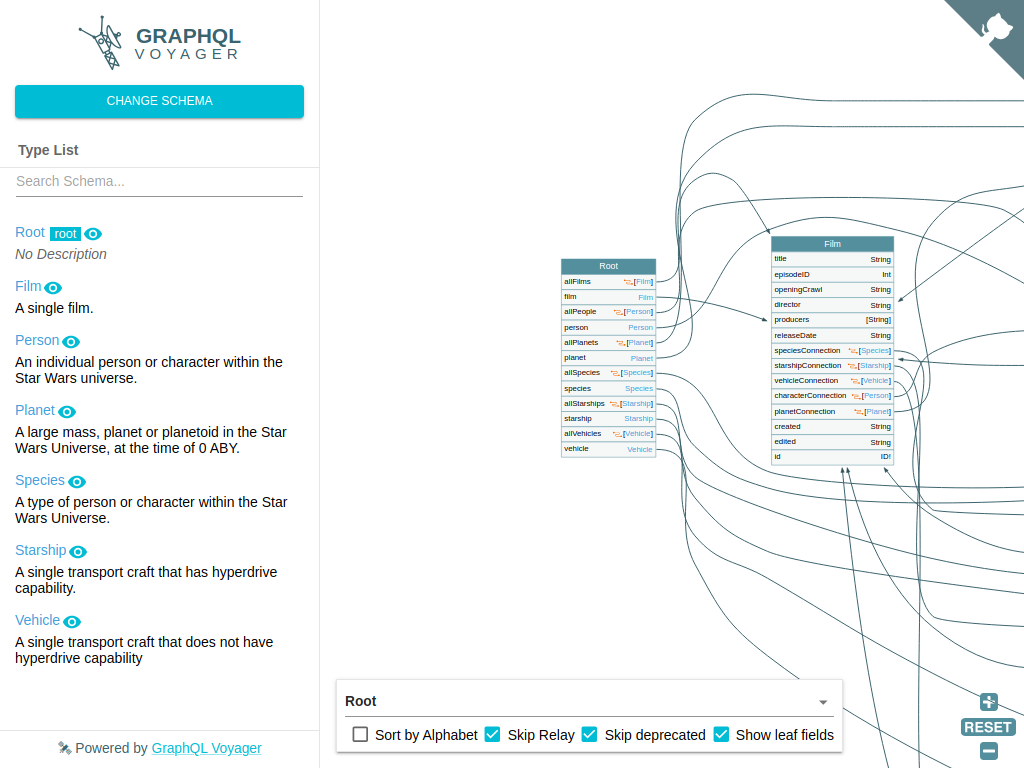 GRAPHQL
VOYAGER
CHANGE SCHEMA
Type List
Search Schema...
Root root
No Description
Film
A single film.
Person
An individual person or character within the
Star Wars universe.
Planet
A large mass, planet or planetoid in the Star
Wars Universe, at the time of 0 ABY.
Species
A type of person or character within the Star
Wars Universe.
Starship
A single transport craft that has hyperdrive
capability.
Vehicle
A single transport craft that does not have
hyperdrive capability
Powered by GraphQL Voyager
Root
allFilms [Film]
film Film
allPeople [Person]
person Person
allPlanets [Planet]
planet Planet
allSpecies [Species]
species Species
allStarships [Starship]
starship Starship
allVehicles [Vehicle]
vehicle Vehicle
Film
title String
episodeID Int
openingCrawl String
director String
producers [String]
releaseDate String
speciesConnection [Species]
starshipConnection [Starship]
vehicleConnection [Vehicle]
characterConnection [Person]
planetConnection [Planet]
created String
edited String
id ID!
Root
Sort by Alphabet Skip Relay Skip deprecated Show leaf fields
RESET